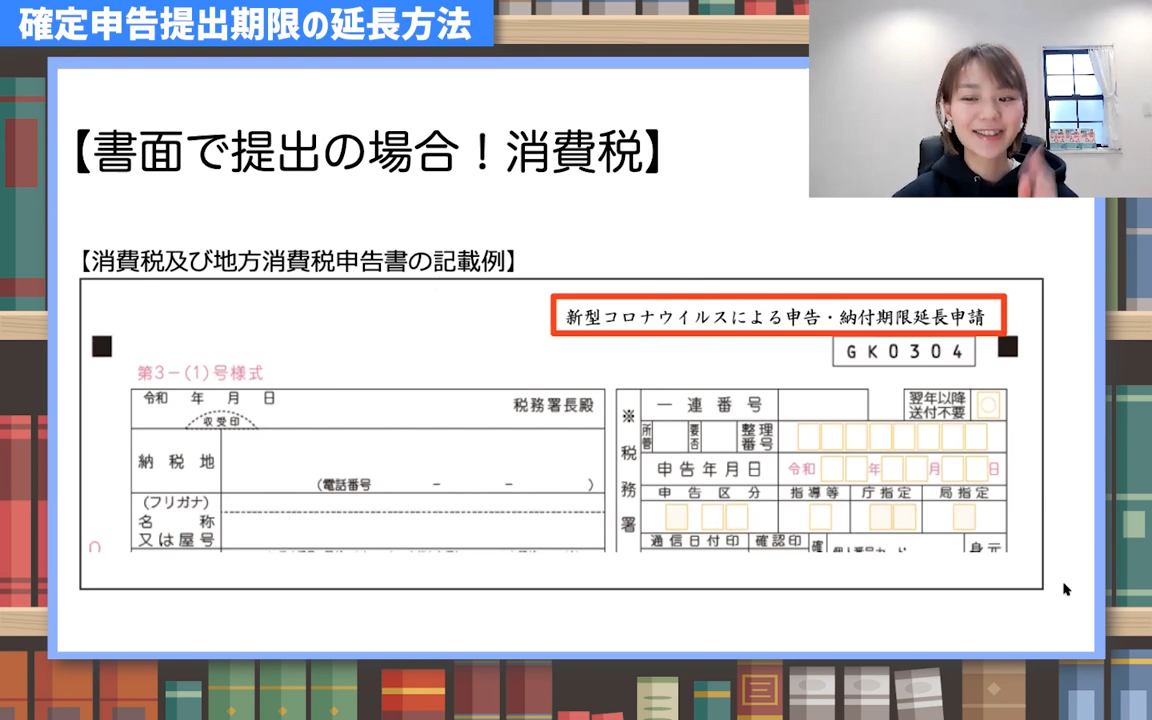 確定申告提出期限の延長方法
【書面で提出の場合！消費税】
【消費税及び地方消費税申告書の記載例】
新型コロナウイルスによる申告・納付期限延長申請
GK0304
第3－(1)号様式
令和 年 月 日
税務署長殿
収受印
納税地
(電話番号 － － )
(フリガナ)
名 称
又は屋号
※税務署
一連番号
翌年以降
送付不要
所管
要否
整理
番号
申告年月日
令和 年 月 日
申告区分
指導等
庁指定
局指定
通信日付印
確認印
確
個人番号カード
身元